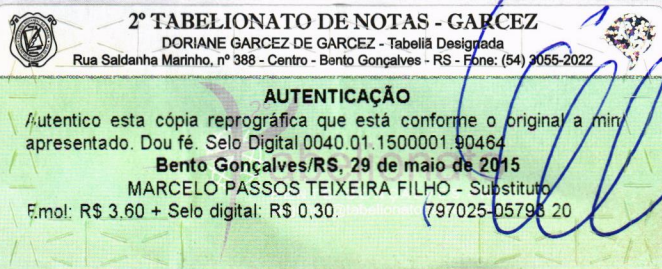 2º TABELIONATO DE NOTAS - GARCEZ
DORIANE GARCEZ DE GARCEZ - Tabeliã Designada
Rua Saldanha Marinho, nº 388 - Centro - Bento Gonçalves - RS - Fone: (54) 3055-2022
AUTENTICAÇÃO
Autentico esta cópia reprográfica que está conforme o original a mim
apresentado. Dou fé. Selo Digital 0040.01.1500001.90464
Bento Gonçalves/RS, 29 de maio de 2015
MARCELO PASSOS TEIXEIRA FILHO - Substituto
Emol: R$ 3.60 + Selo digital: R$ 0,30. 797025-05793 20